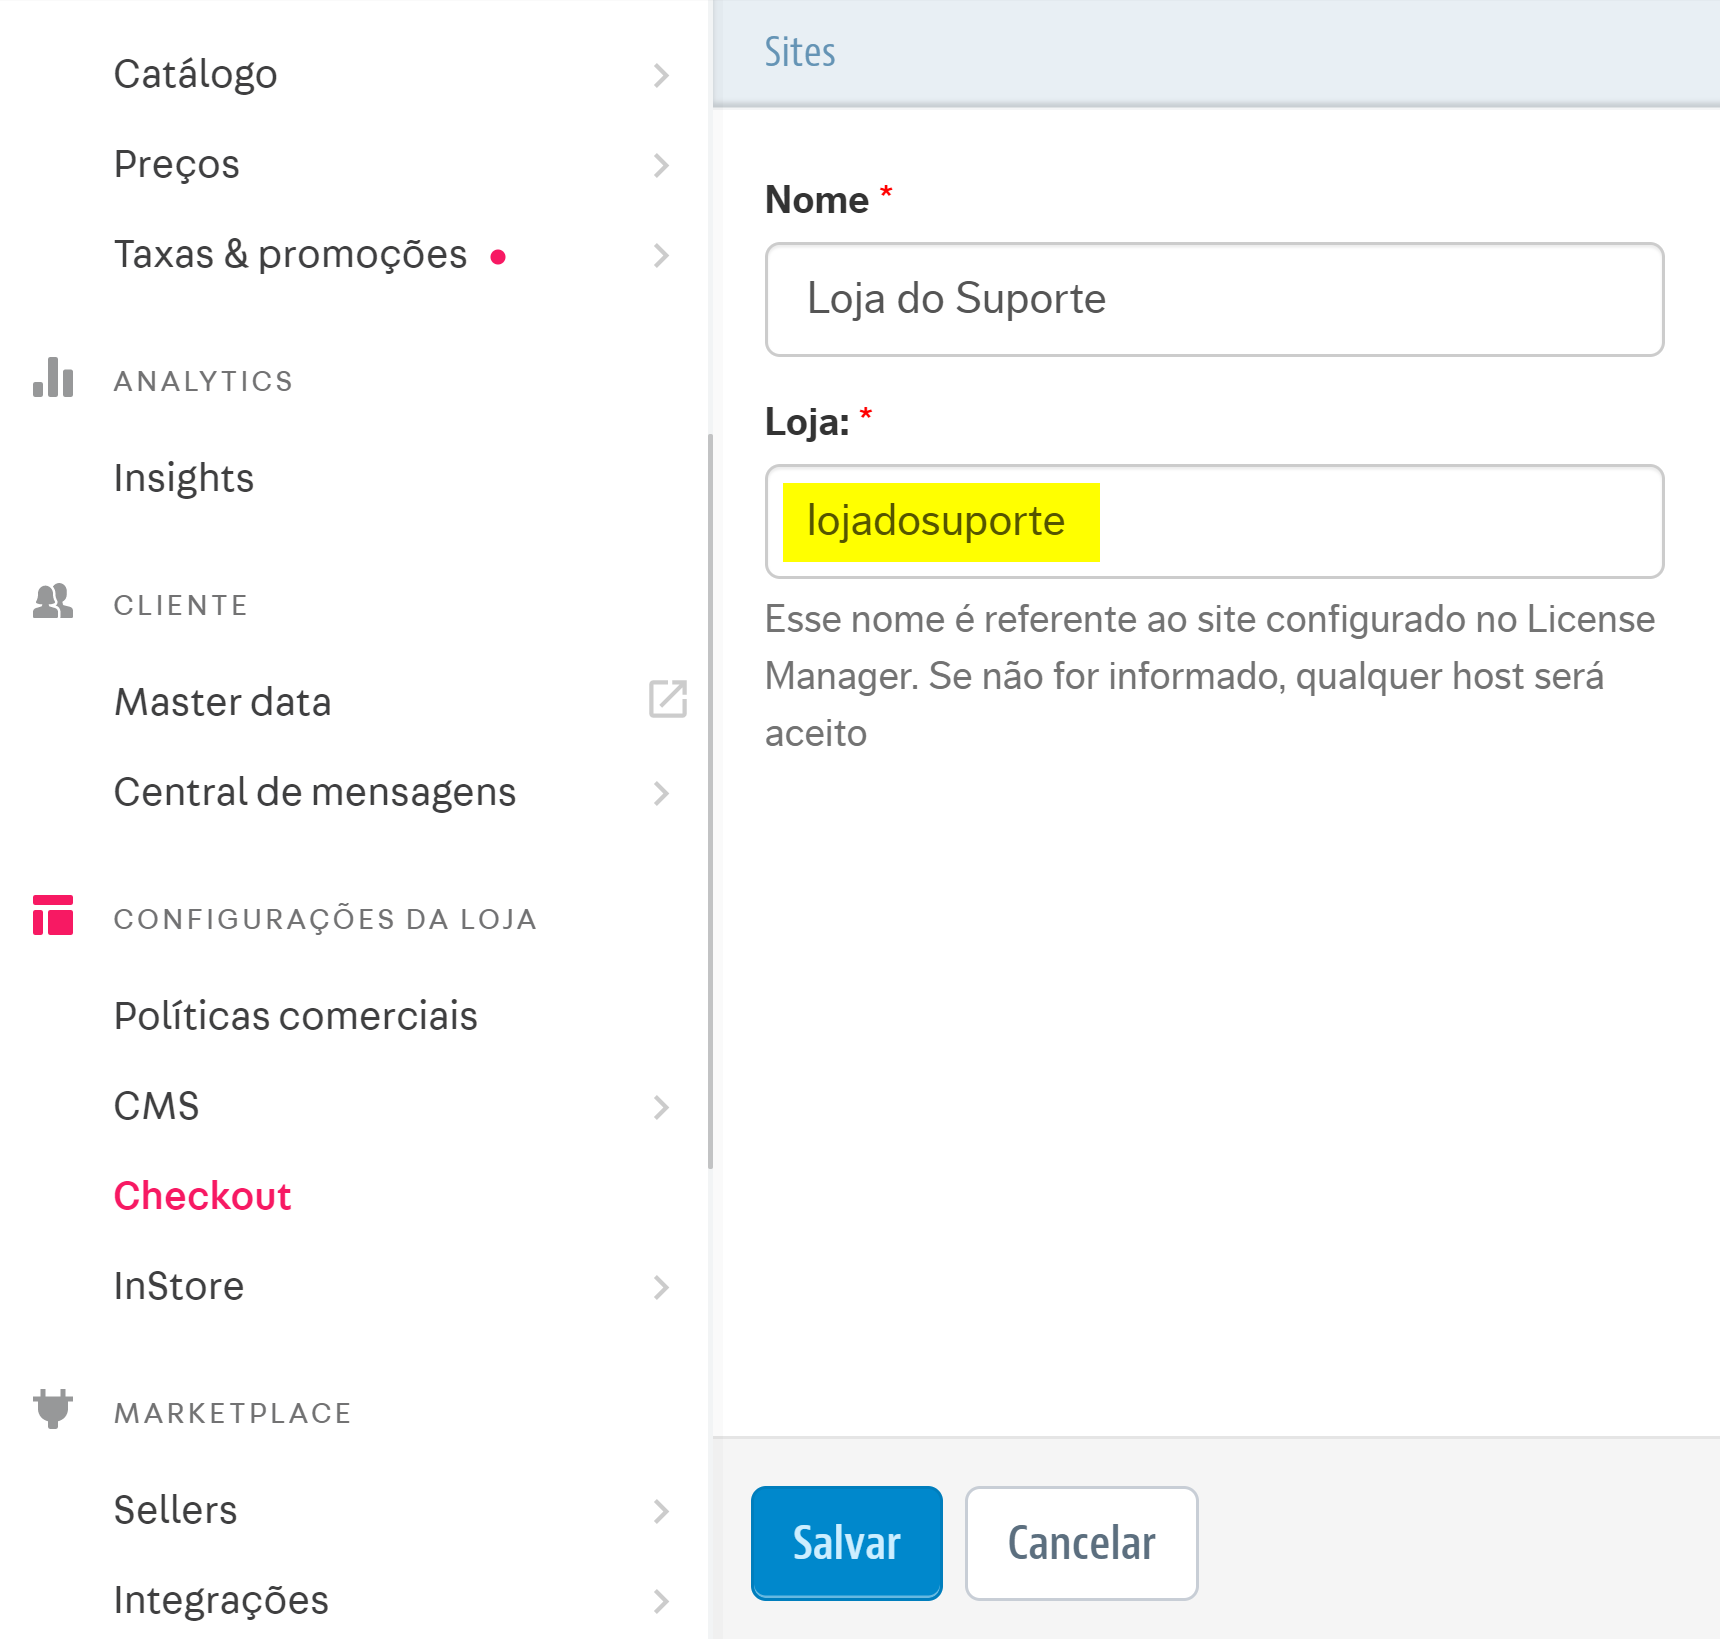 Catálogo
Preços
Taxas & promoções
ANALYTICS
Insights
CLIENTE
Master data
Central de mensagens
CONFIGURAÇÕES DA LOJA
Políticas comerciais
CMS
Checkout
InStore
MARKETPLACE
Sellers
Integrações
Sites
Nome *
Loja do Suporte
Loja: *
lojadosuporte
Esse nome é referente ao site configurado no License
Manager. Se não for informado, qualquer host será
aceito
Salvar
Cancelar